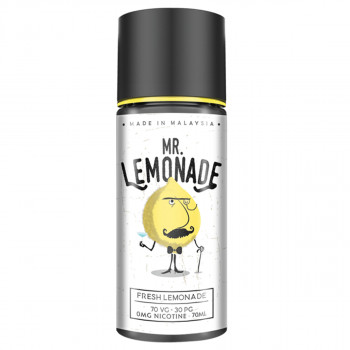 MADE IN MALAYSIA
MR.
LEMONADE
FRESH LEMONADE
70 VG · 30 PG
0MG NICOTINE · 70ML